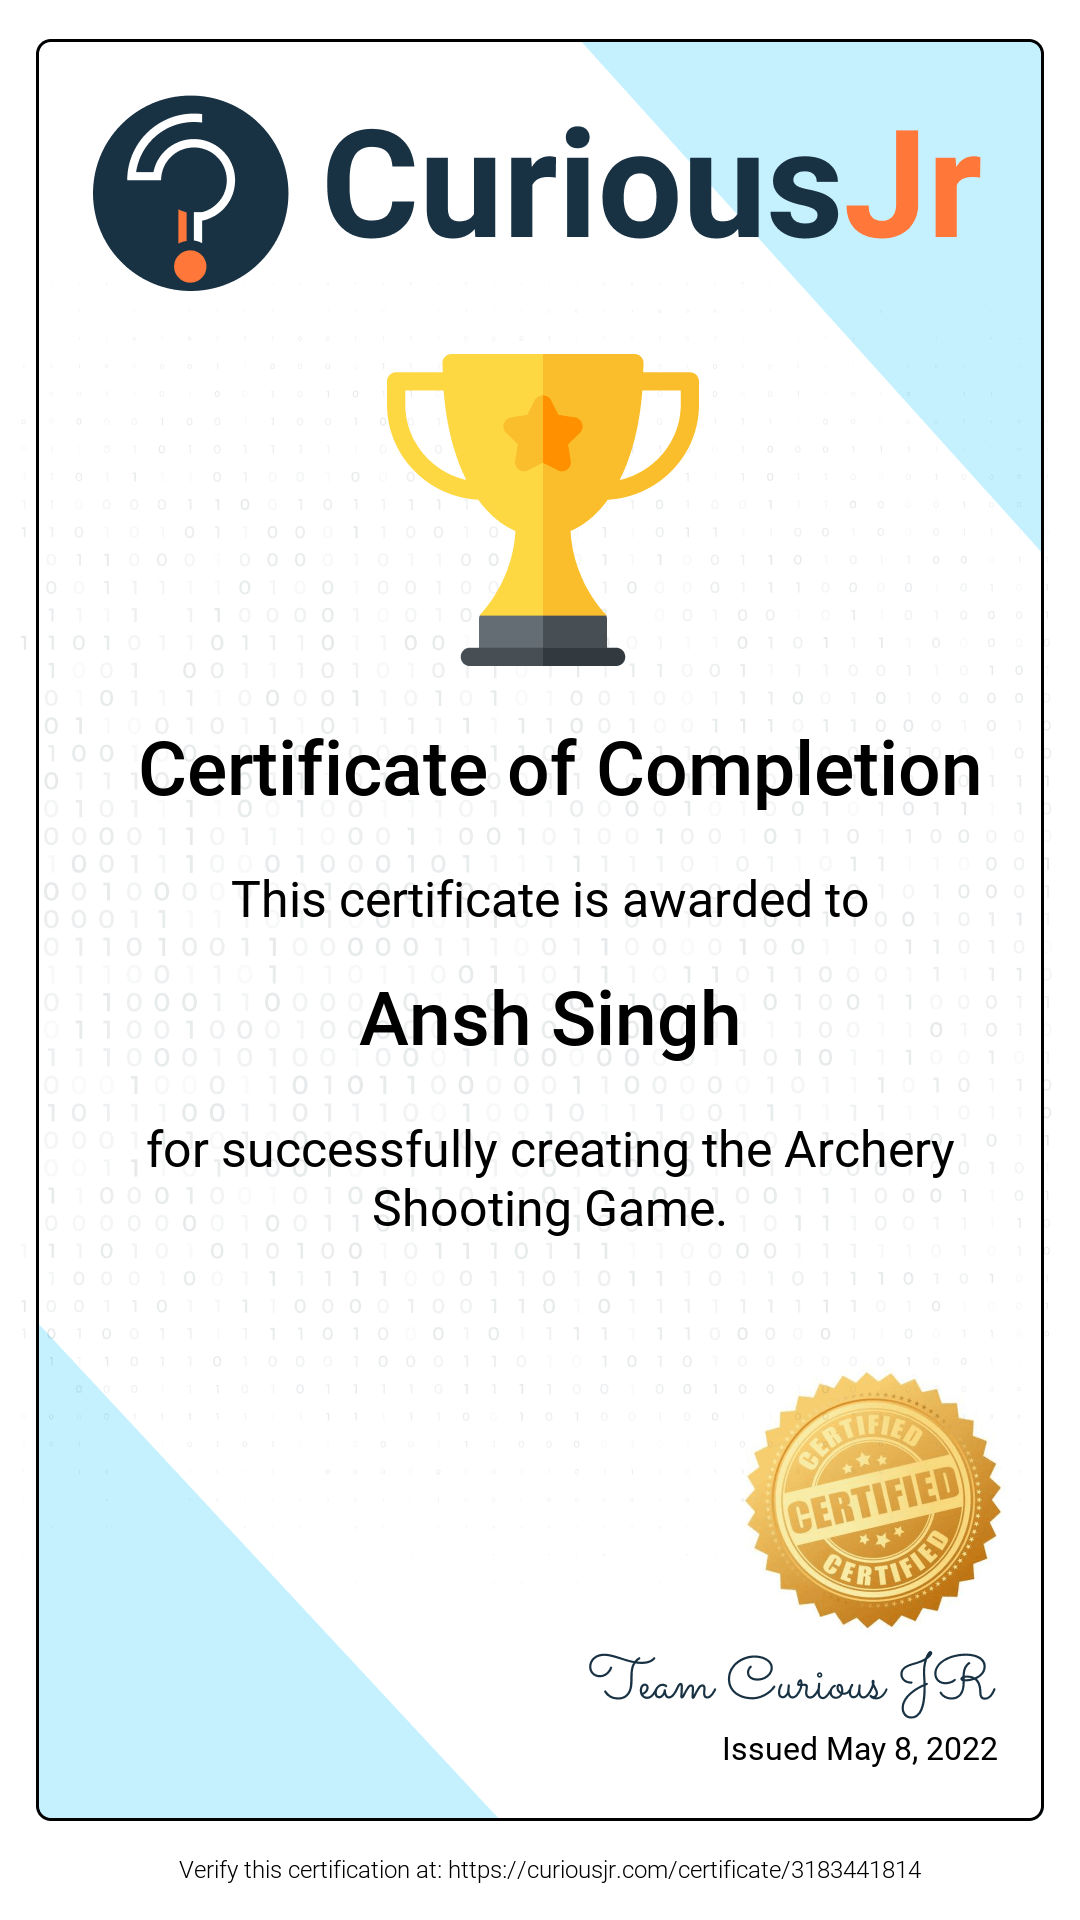 CuriousJr
Certificate of Completion
This certificate is awarded to
Ansh Singh
for successfully creating the Archery
Shooting Game.
CERTIFIED
CERTIFIED
CERTIFIED
Team Curious JR
Issued May 8, 2022
Verify this certification at: https://curiousjr.com/certificate/3183441814